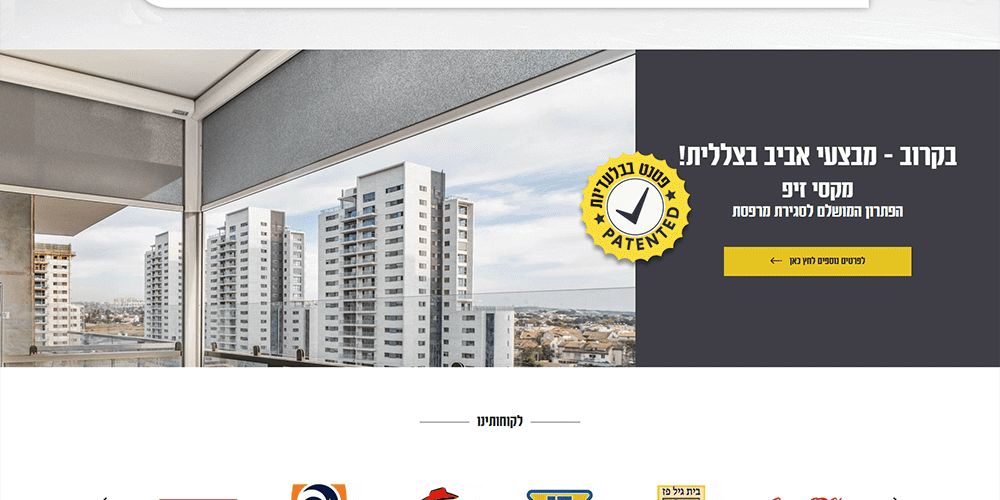 בקרוב - מבצעי אביב בצללית!
מקסי זיפ
הפתרון המושלם לסגירת מרפסת
לפרטים נוספים לחץ כאן
פטנט בבלעדיות
PATENTED
לקוחותינו
בית גיל פז